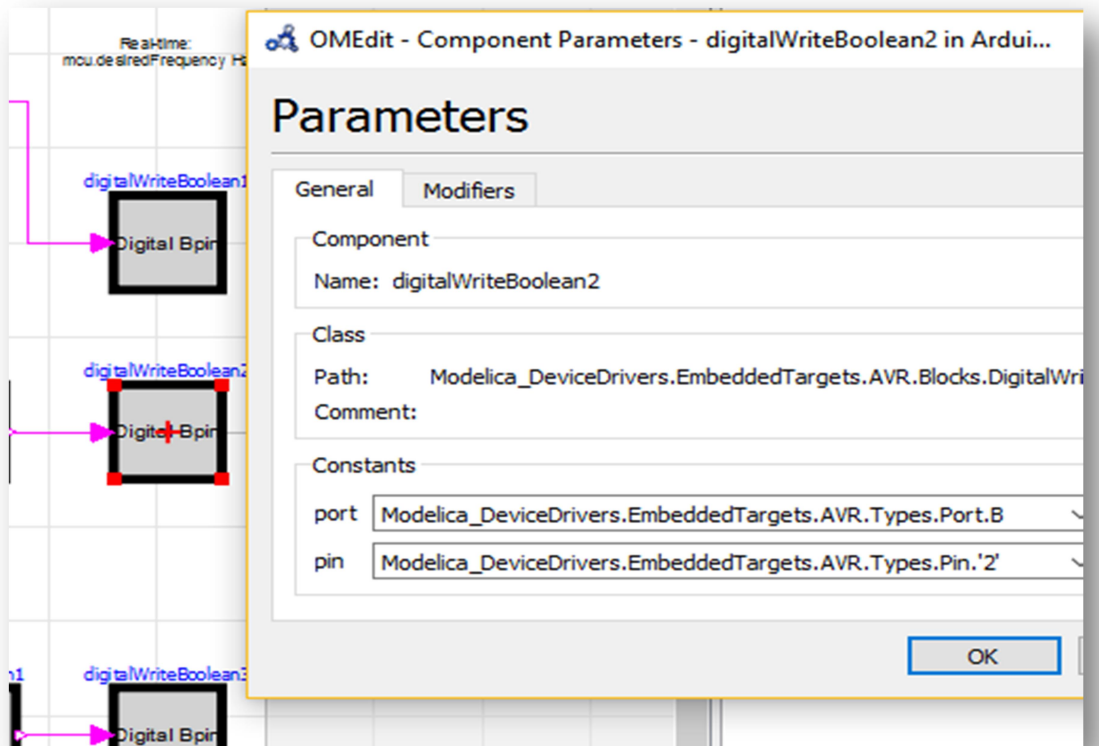 Real-time:
mcu.desiredFrequency Hz
digitalWriteBoolean1
Digital Bpin
digitalWriteBoolean2
Digital Bpin
n1
digitalWriteBoolean3
Digital Bpin
OMEdit - Component Parameters - digitalWriteBoolean2 in Ardui...
Parameters
General
Modifiers
Component
Name: digitalWriteBoolean2
Class
Path: Modelica_DeviceDrivers.EmbeddedTargets.AVR.Blocks.DigitalWri
Comment:
Constants
port Modelica_DeviceDrivers.EmbeddedTargets.AVR.Types.Port.B
pin Modelica_DeviceDrivers.EmbeddedTargets.AVR.Types.Pin.'2'
OK